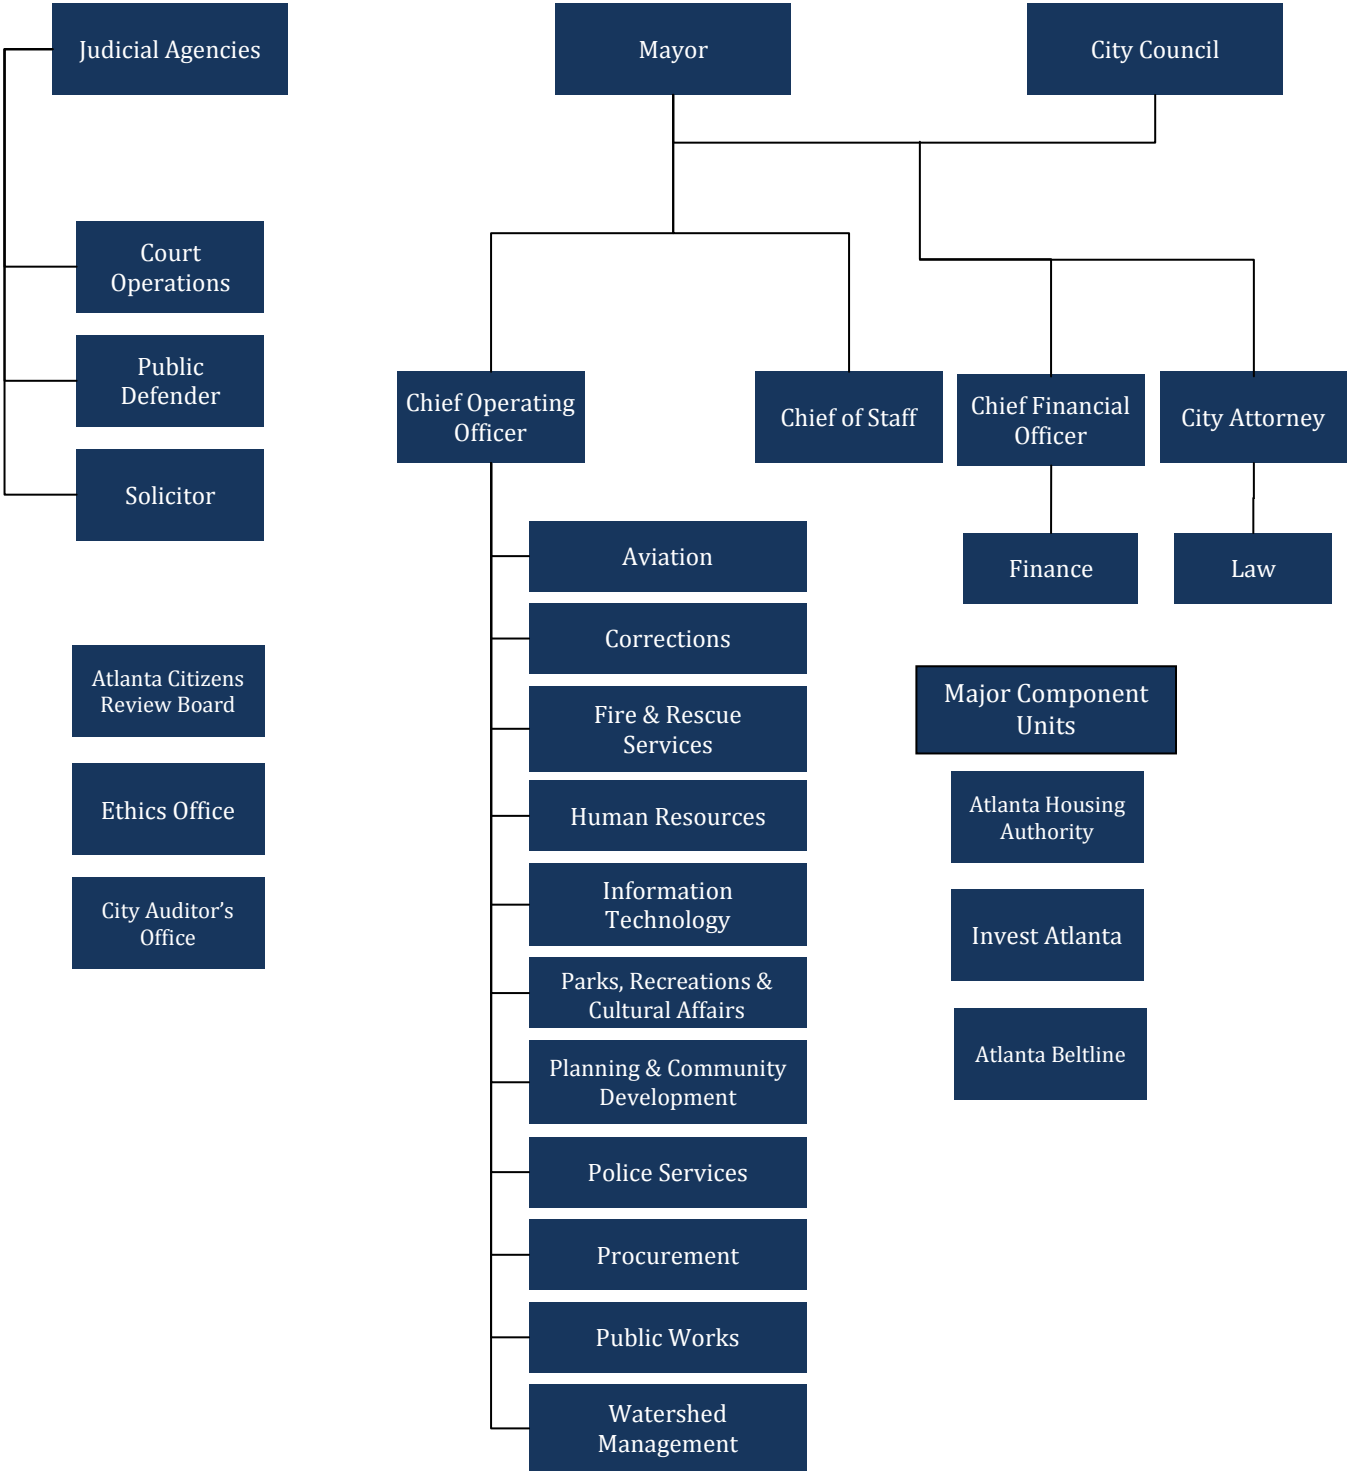 Judicial Agencies
Mayor
City Council
Court
Operations
Public
Defender
Solicitor
Chief Operating
Officer
Chief of Staff
Chief Financial
Officer
City Attorney
Finance
Law
Aviation
Corrections
Fire & Rescue
Services
Human Resources
Information
Technology
Parks, Recreations &
Cultural Affairs
Planning & Community
Development
Police Services
Procurement
Public Works
Watershed
Management
Atlanta Citizens
Review Board
Ethics Office
City Auditor’s
Office
Major Component
Units
Atlanta Housing
Authority
Invest Atlanta
Atlanta Beltline